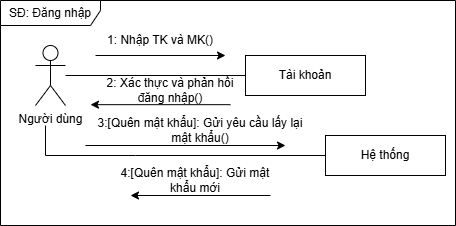 SĐ: Đăng nhập
1: Nhập TK và MK()
Tài khoản
2: Xác thực và phản hồi
đăng nhập()
Người dùng
3:[Quên mật khẩu]: Gửi yêu cầu lấy lại
mật khẩu()
Hệ thống
4:[Quên mật khẩu]: Gửi mật
khẩu mới